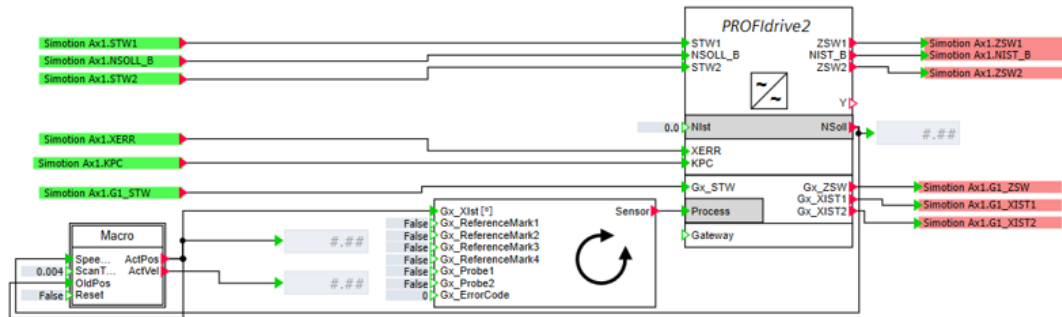 PROFIdrive2
Simotion Ax1.STW1
STW1
ZSW1
Simotion Ax1.ZSW1
Simotion Ax1.NSOLL_B
NSOLL_B
NIST_B
Simotion Ax1.NIST_B
Simotion Ax1.STW2
STW2
ZSW2
Simotion Ax1.ZSW2
~
~
Y
0.0
NIst
NSoll
#.##
Simotion Ax1.XERR
XERR
Simotion Ax1.KPC
KPC
Simotion Ax1.G1_STW
Gx_STW
Gx_ZSW
Simotion Ax1.G1_ZSW
Gx_XIST1
Simotion Ax1.G1_XIST1
Gx_XIST2
Simotion Ax1.G1_XIST2
Gx_XIst [°]
Sensor
Process
False
Gx_ReferenceMark1
False
Gx_ReferenceMark2
False
Gx_ReferenceMark3
False
Gx_ReferenceMark4
False
Gx_Probe1
False
Gx_Probe2
0
Gx_ErrorCode
Gateway
Macro
Spee...
ActPos
0.004
ScanT...
ActVel
OldPos
False
Reset
#.##
#.##